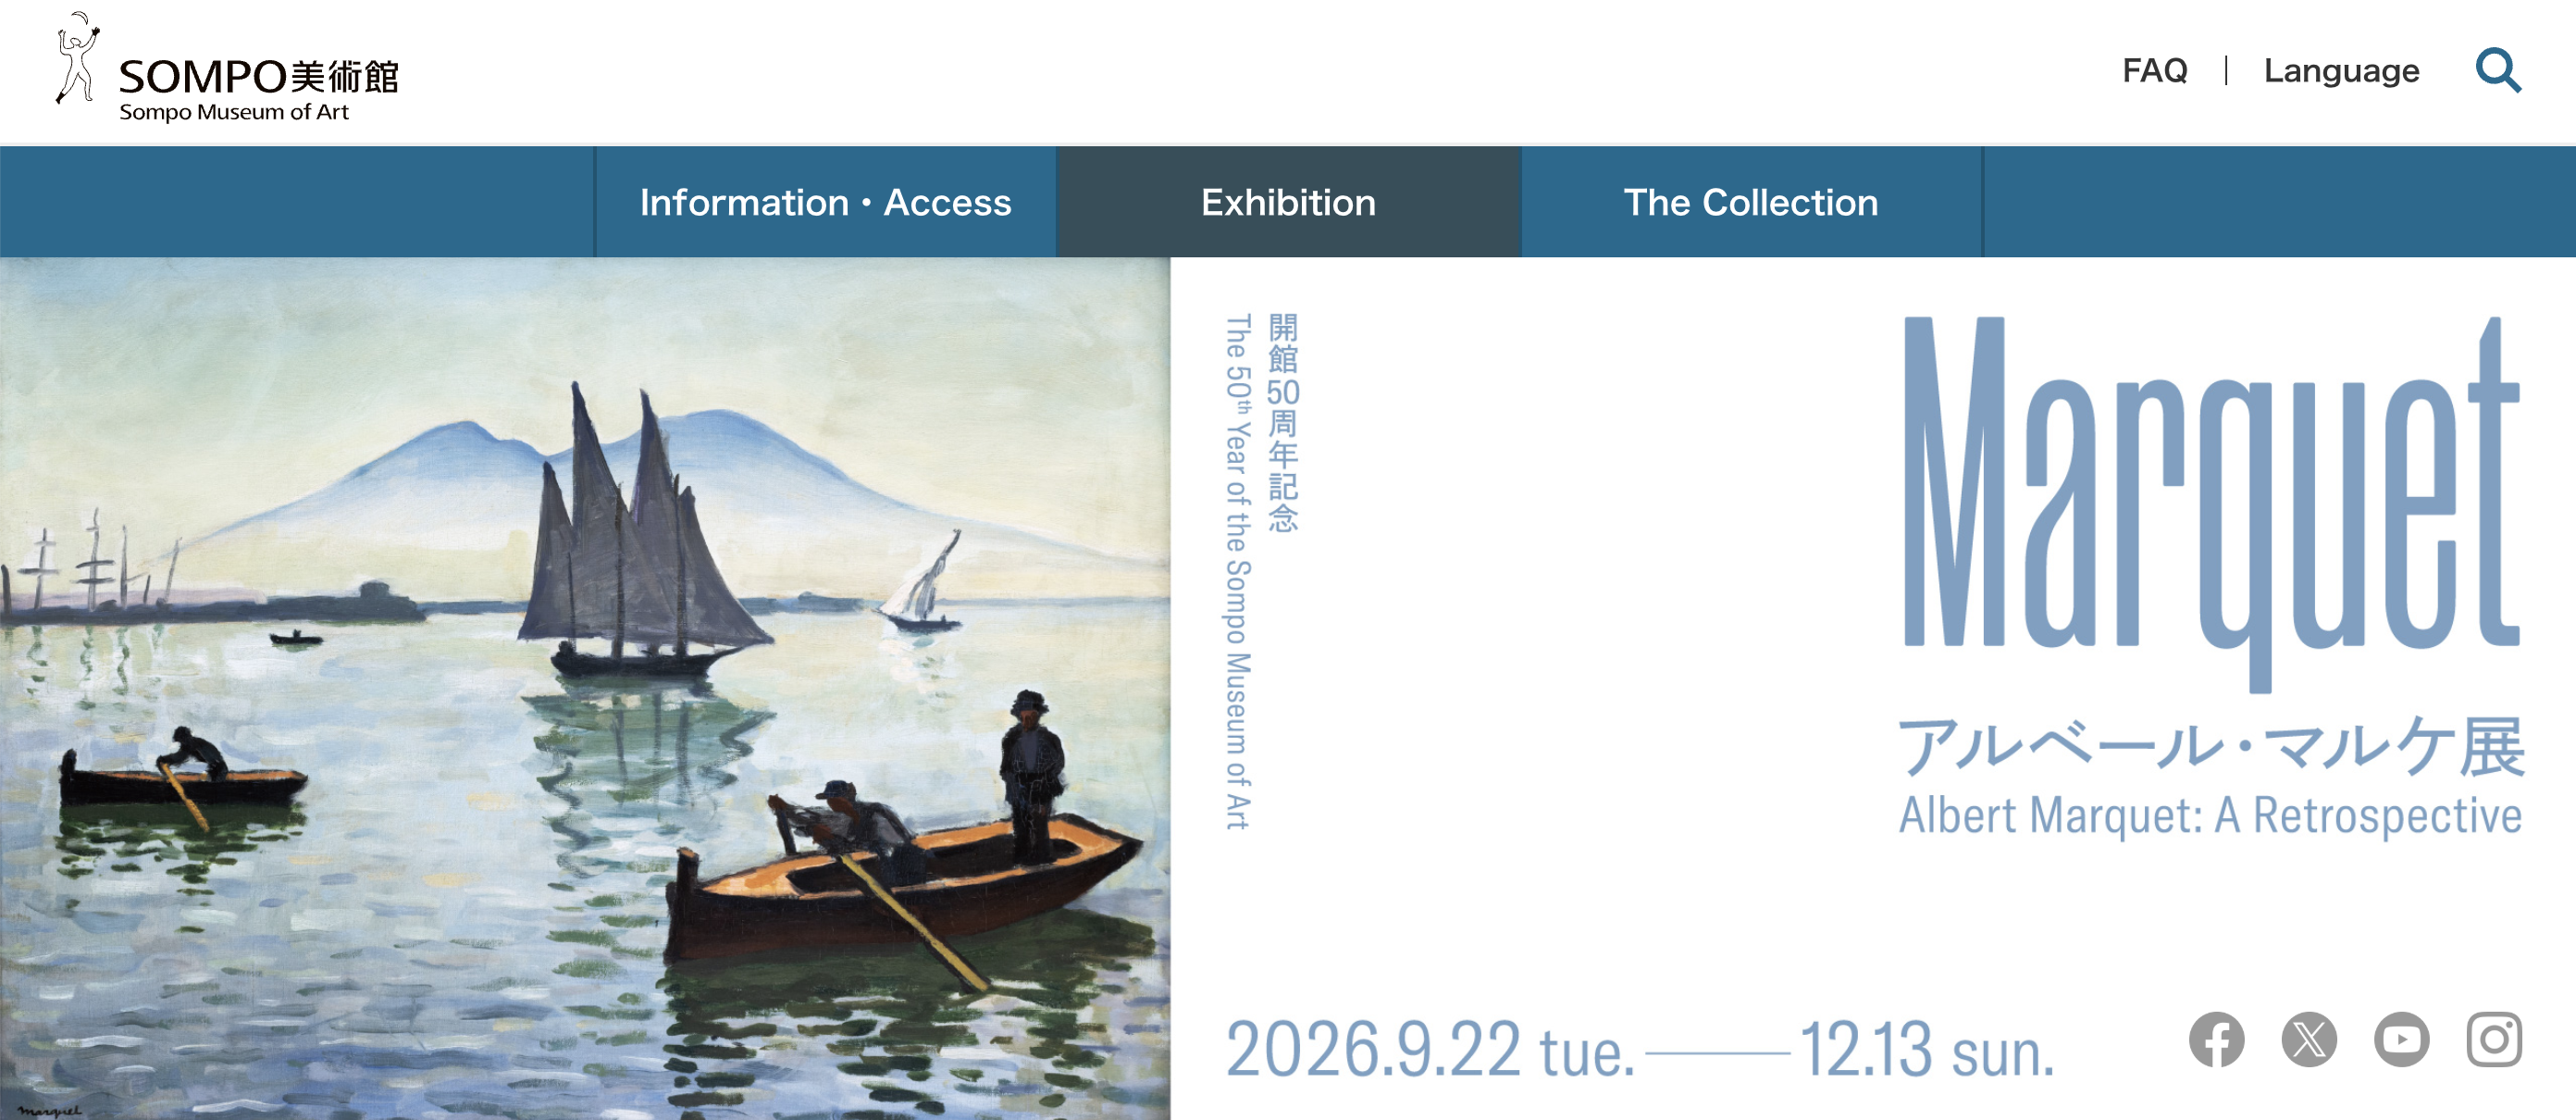 SOMPO美術館
Sompo Museum of Art
FAQ
Language
Information・Access
Exhibition
The Collection
開館50周年記念
The 50th Year of the Sompo Museum of Art
Marquet
アルベール・マルケ展
Albert Marquet: A Retrospective
2026.9.22 tue.――12.13 sun.
marquet